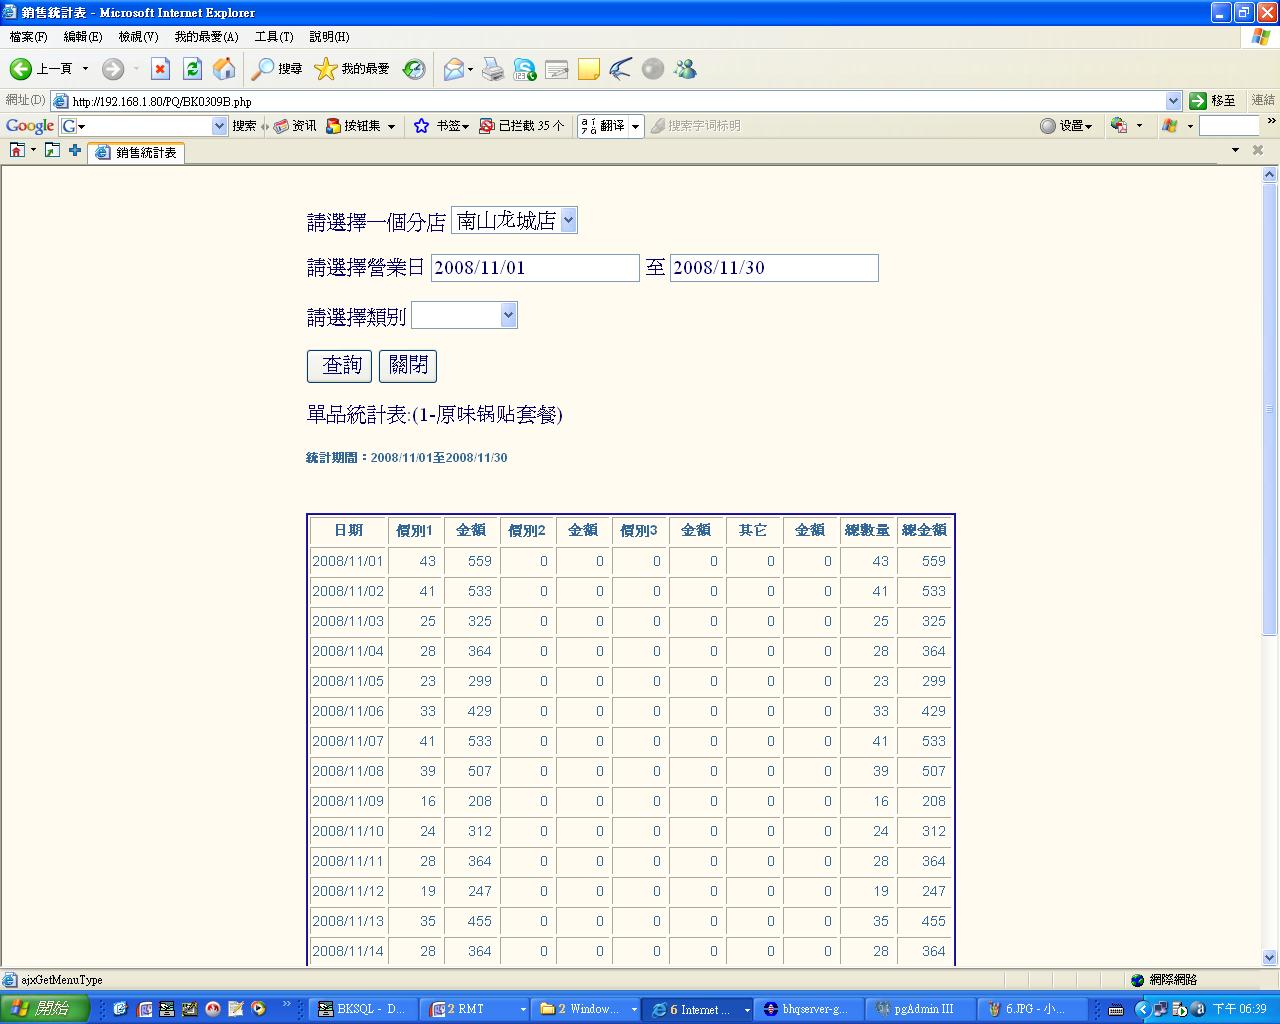 銷售統計表 - Microsoft Internet Explorer
檔案(F) 編輯(E) 檢視(V) 我的最愛(A) 工具(T) 說明(H)
上一頁 搜尋 我的最愛
網址(D) http://192.168.1.80/PQ/BK0309B.php 移至 連結
Google G 搜索 资讯 按钮集 书签 已拦截 35 个 翻译 搜索字词标明 设置
銷售統計表
請選擇一個分店 南山龙城店
請選擇營業日 2008/11/01 至 2008/11/30
請選擇類別
查詢 關閉
單品統計表:(1-原味锅贴套餐)
統計期間：2008/11/01至2008/11/30
日期 價別1 金額 價別2 金額 價別3 金額 其它 金額 總數量 總金額
2008/11/01 43 559 0 0 0 0 0 0 43 559
2008/11/02 41 533 0 0 0 0 0 0 41 533
2008/11/03 25 325 0 0 0 0 0 0 25 325
2008/11/04 28 364 0 0 0 0 0 0 28 364
2008/11/05 23 299 0 0 0 0 0 0 23 299
2008/11/06 33 429 0 0 0 0 0 0 33 429
2008/11/07 41 533 0 0 0 0 0 0 41 533
2008/11/08 39 507 0 0 0 0 0 0 39 507
2008/11/09 16 208 0 0 0 0 0 0 16 208
2008/11/10 24 312 0 0 0 0 0 0 24 312
2008/11/11 28 364 0 0 0 0 0 0 28 364
2008/11/12 19 247 0 0 0 0 0 0 19 247
2008/11/13 35 455 0 0 0 0 0 0 35 455
2008/11/14 28 364 0 0 0 0 0 0 28 364
ajxGetMenuType 網際網路
開始 BKSQL - D... 2 RMT 2 Window... 6 Internet ... bhqserver-g... pgAdmin III 6.JPG - 小... 下午 06:39